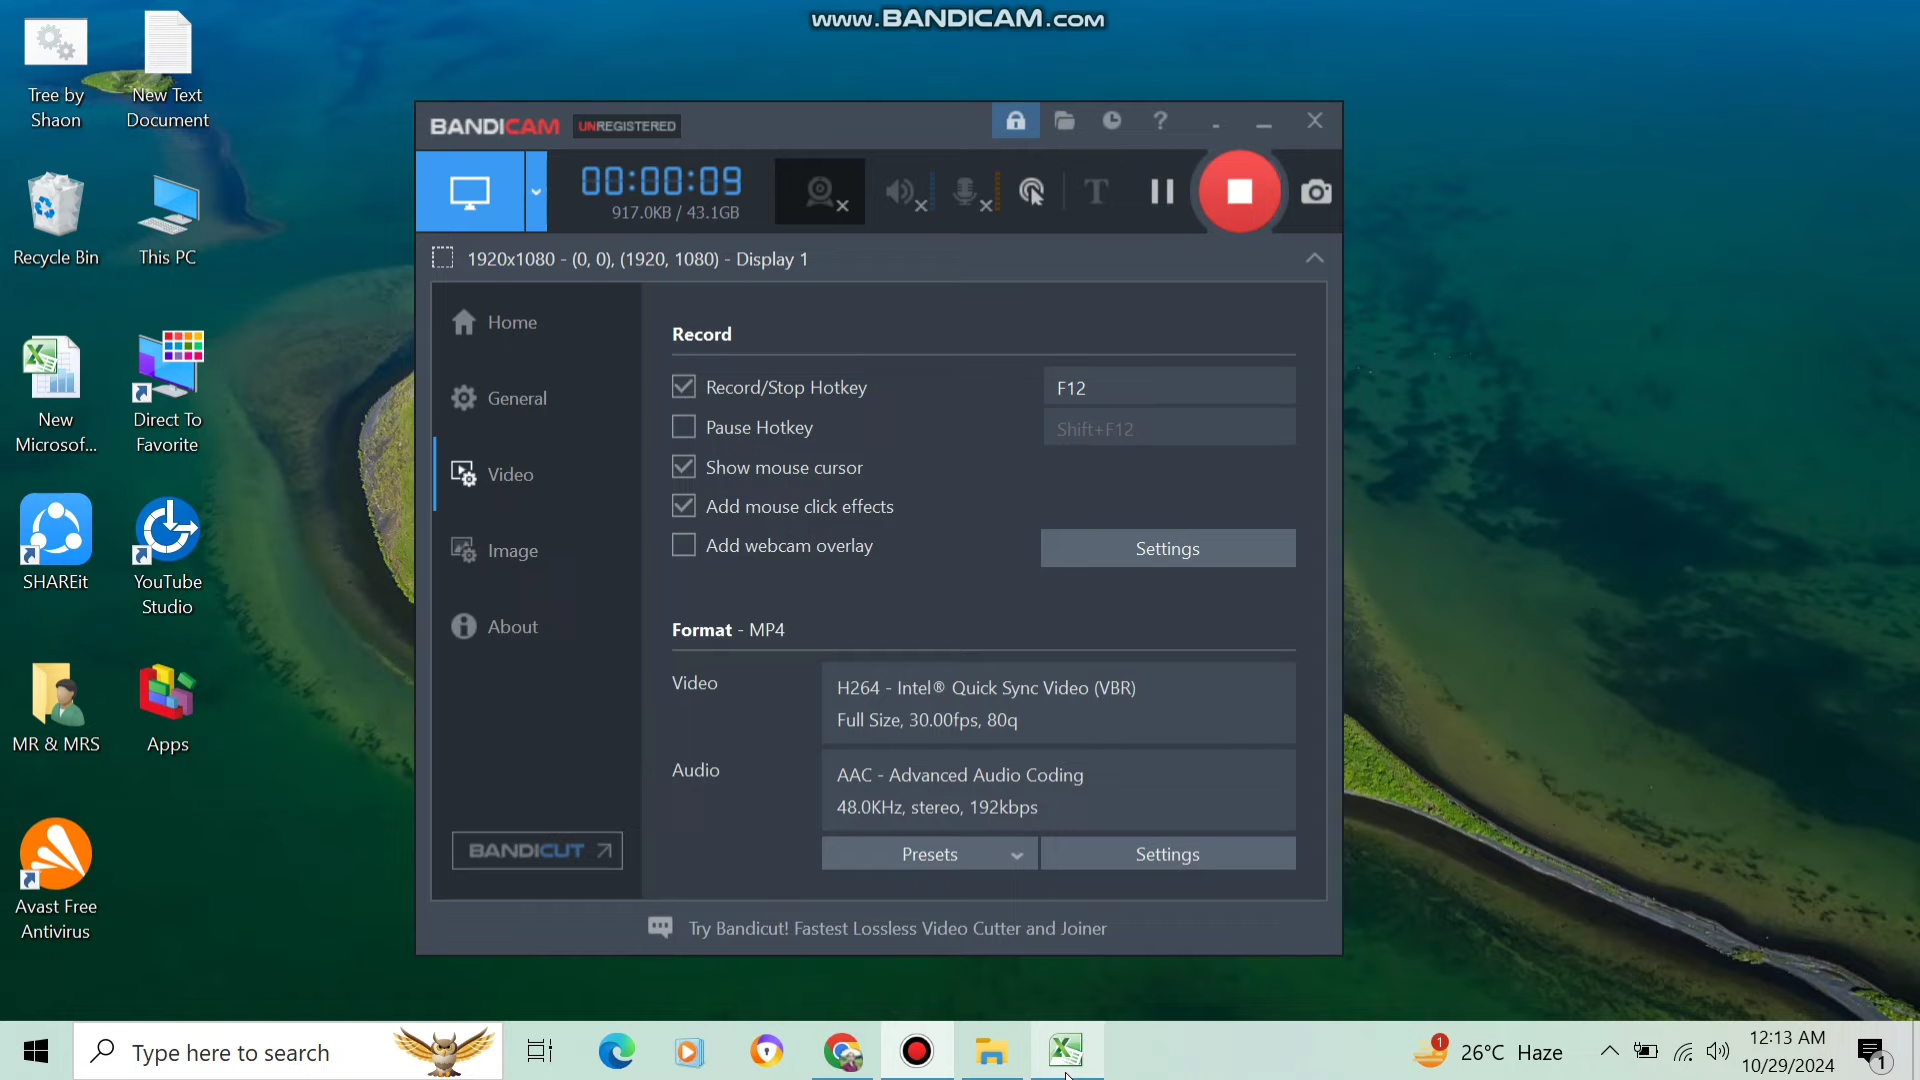 www.BANDICAM.com
Tree by
Shaon
New Text
Document
Recycle Bin
This PC
New
Microsof...
Direct To
Favorite
SHAREit
YouTube
Studio
MR & MRS
Apps
Avast Free
Antivirus
BANDICAM
UNREGISTERED
?
00:00:09
917.0KB / 43.1GB
T
1920x1080 - (0, 0), (1920, 1080) - Display 1
Home
General
Video
Image
About
BANDICUT
Record
Record/Stop Hotkey
F12
Pause Hotkey
Shift+F12
Show mouse cursor
Add mouse click effects
Add webcam overlay
Settings
Format - MP4
Video
H264 - Intel® Quick Sync Video (VBR)
Full Size, 30.00fps, 80q
Audio
AAC - Advanced Audio Coding
48.0KHz, stereo, 192kbps
Presets
Settings
Try Bandicut! Fastest Lossless Video Cutter and Joiner
Type here to search
1
26°C Haze
12:13 AM
10/29/2024
1